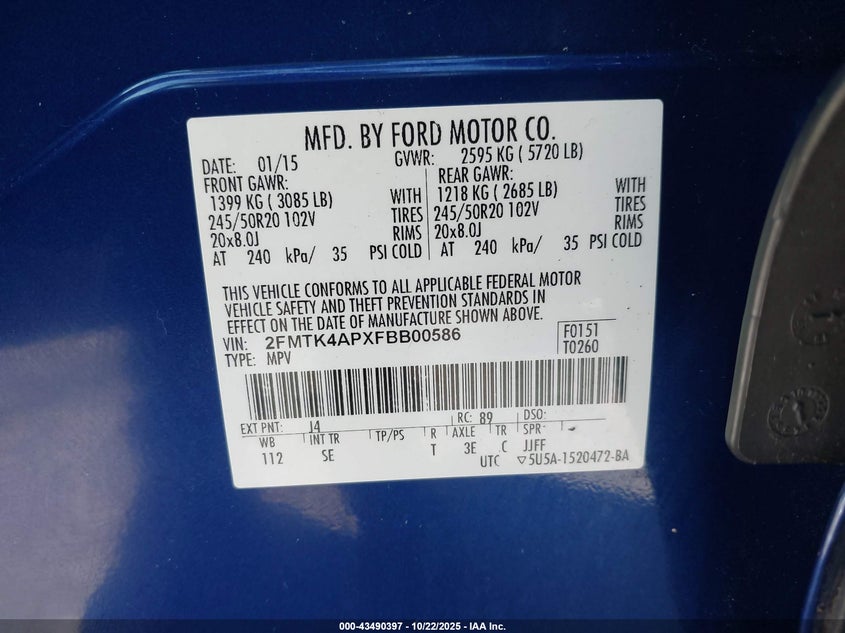 MFD. BY FORD MOTOR CO.
DATE: 01/15 GVWR: 2595 KG ( 5720 LB)
FRONT GAWR: REAR GAWR:
1399 KG ( 3085 LB) WITH 1218 KG ( 2685 LB) WITH
245/50R20 102V TIRES 245/50R20 102V TIRES
20x8.0J RIMS 20x8.0J RIMS
AT 240 kPa/ 35 PSI COLD AT 240 kPa/ 35 PSI COLD
THIS VEHICLE CONFORMS TO ALL APPLICABLE FEDERAL MOTOR
VEHICLE SAFETY AND THEFT PREVENTION STANDARDS IN
EFFECT ON THE DATE OF MANUFACTURE SHOWN ABOVE.
VIN: 2FMTK4APXFBB00586 F0151
TYPE: MPV T0260
EXT PNT: J4 RC: 89 DSO:
WB INT TR TP/PS R AXLE TR SPR
112 SE T 3E C JJFF
UTC ▽5U5A-1520472-BA
000-43490397 - 10/22/2025 - IAA Inc.